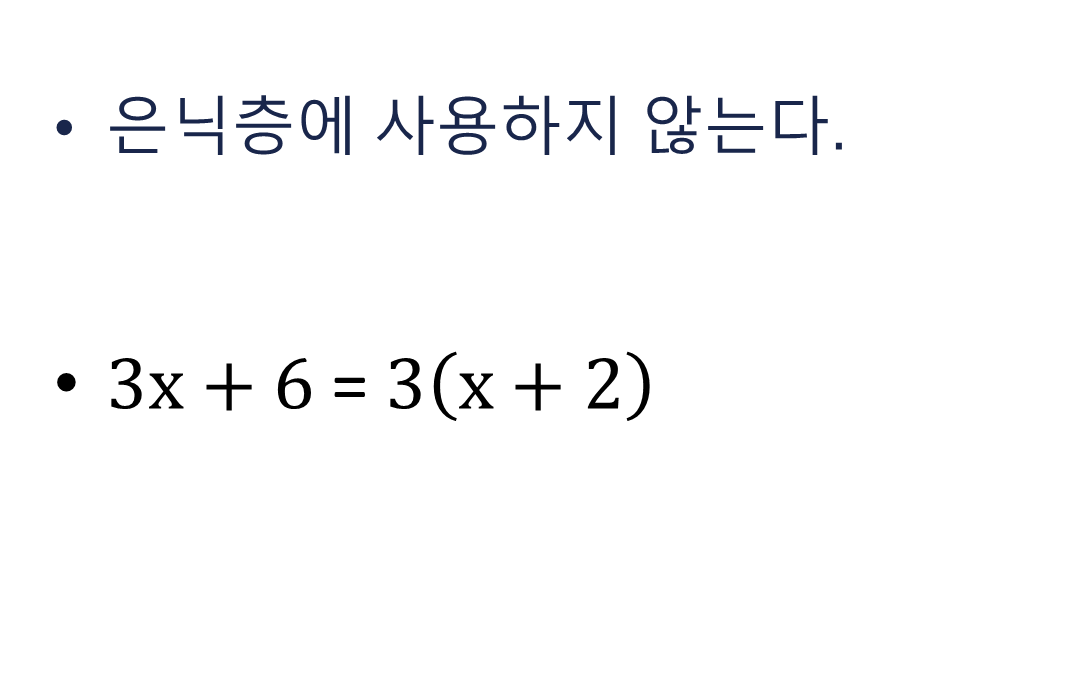 • 은닉층에 사용하지 않는다.
• 3x + 6 = 3(x + 2)